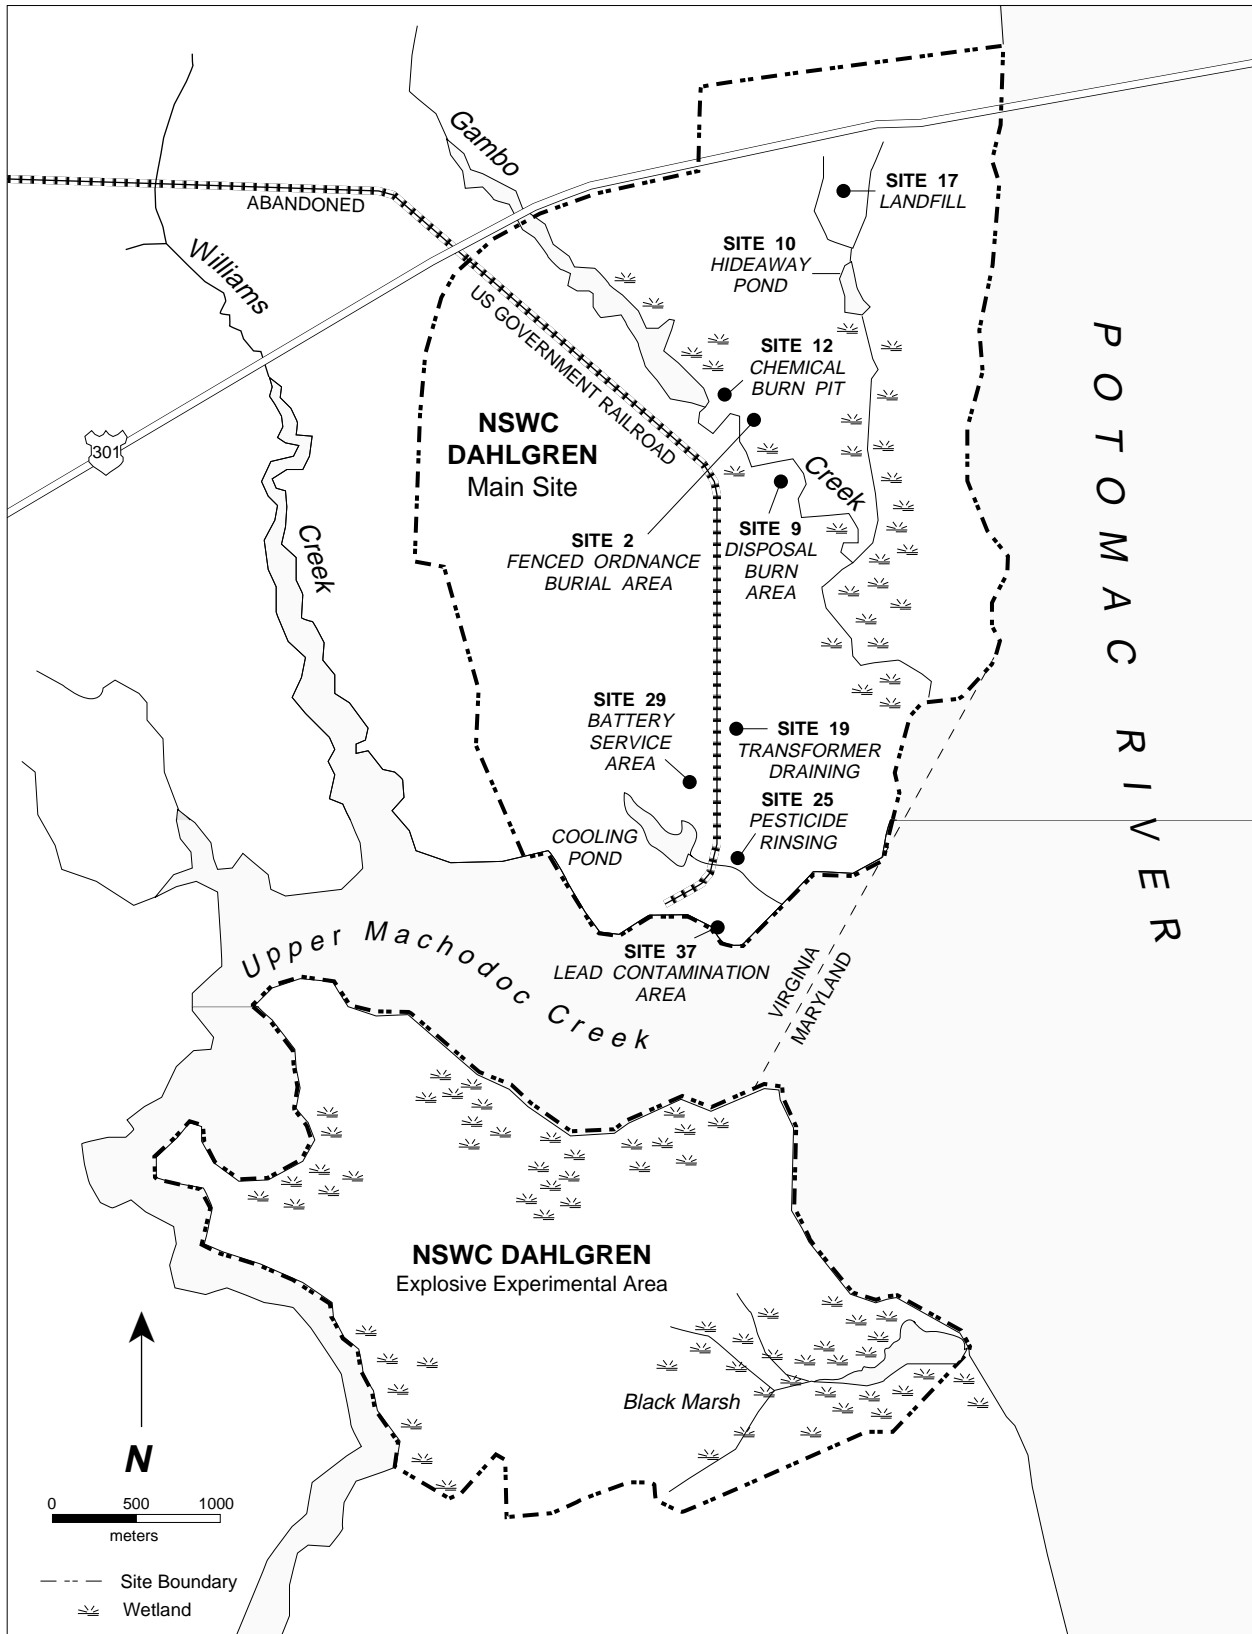 Gambo
SITE 17
LANDFILL
ABANDONED
Williams
SITE 10
HIDEAWAY
POND
US GOVERNMENT RAILROAD
SITE 12
CHEMICAL
BURN PIT
POTOMAC RIVER
301
NSWC
DAHLGREN
Main Site
Creek
Creek
SITE 2
FENCED ORDNANCE
BURIAL AREA
SITE 9
DISPOSAL
BURN
AREA
SITE 29
BATTERY
SERVICE
AREA
SITE 19
TRANSFORMER
DRAINING
SITE 25
PESTICIDE
RINSING
COOLING
POND
Upper Machodoc Creek
SITE 37
LEAD CONTAMINATION
AREA
VIRGINIA
MARYLAND
NSWC DAHLGREN
Explosive Experimental Area
Black Marsh
N
0 500 1000
meters
Site Boundary
Wetland